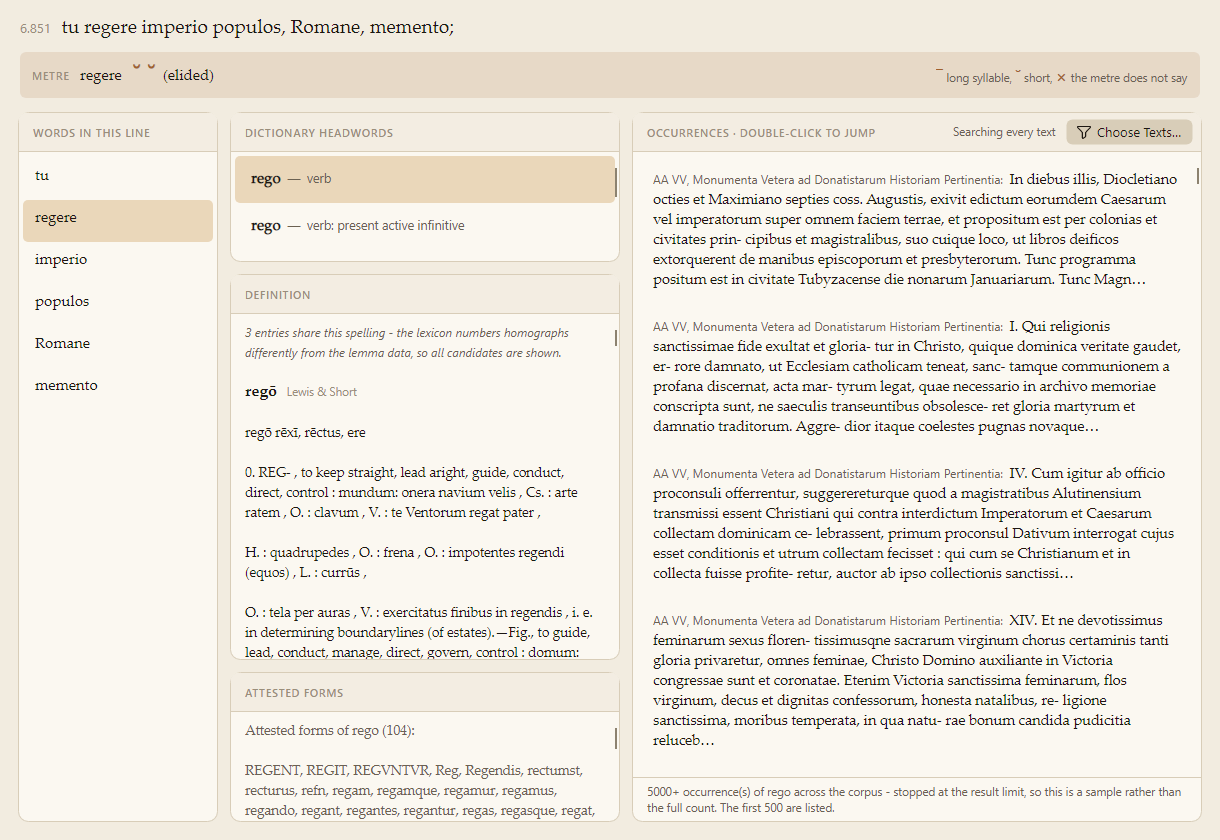 6.851 tu regere imperio populos, Romane, memento;
METRE regere ˘ ˘ (elided)
¯ long syllable, ˘ short, ✕ the metre does not say
WORDS IN THIS LINE
tu
regere
imperio
populos
Romane
memento
DICTIONARY HEADWORDS
rego — verb
rego — verb: present active infinitive
DEFINITION
3 entries share this spelling - the lexicon numbers homographs
differently from the lemma data, so all candidates are shown.
regō Lewis & Short
regō rēxī, rēctus, ere
0. REG- , to keep straight, lead aright, guide, conduct,
direct, control : mundum: onera navium velis , Cs. : arte
ratem , O. : clavum , V. : te Ventorum regat pater ,
H. : quadrupedes , O. : frena , O. : impotentes regendi
(equos) , L. : currūs ,
O. : tela per auras , V. : exercitatus finibus in regendis , i. e.
in determining boundarylines (of estates).—Fig., to guide,
lead, conduct, manage, direct, govern, control : domum:
ATTESTED FORMS
Attested forms of rego (104):
REGENT, REGIT, REGVNTVR, Reg, Regendis, rectumst,
recturus, refn, regam, regamque, regamur, regamus,
regando, regant, regantes, regantur, regas, regasque, regat,
OCCURRENCES · DOUBLE-CLICK TO JUMP
Searching every text
Choose Texts...
AA VV, Monumenta Vetera ad Donatistarum Historiam Pertinentia: In diebus illis, Diocletiano
octies et Maximiano septies coss. Augustis, exivit edictum eorumdem Caesarum
vel imperatorum super omnem faciem terrae, et propositum est per colonias et
civitates prin- cipibus et magistralibus, suo cuique loco, ut libros deificos
extorquerent de manibus episcoporum et presbyterorum. Tunc programma
positum est in civitate Tubyzacense die nonarum Januariarum. Tunc Magn…
AA VV, Monumenta Vetera ad Donatistarum Historiam Pertinentia: I. Qui religionis
sanctissimae fide exultat et gloria- tur in Christo, quique dominica veritate gaudet,
er- rore damnato, ut Ecclesiam catholicam teneat, sanc- tamque communionem a
profana discernat, acta mar- tyrum legat, quae necessario in archivo memoriae
conscripta sunt, ne saeculis transeuntibus obsolesce- ret gloria martyrum et
damnatio traditorum. Aggre- dior itaque coelestes pugnas novaque…
AA VV, Monumenta Vetera ad Donatistarum Historiam Pertinentia: IV. Cum igitur ab officio
proconsuli offerrentur, suggerereturque quod a magistratibus Alutinensium
transmissi essent Christiani qui contra interdictum Imperatorum et Caesarum
collectam dominicam ce- lebrassent, primum proconsul Dativum interrogat cujus
esset conditionis et utrum collectam fecisset : qui cum se Christianum et in
collecta fuisse profite- retur, auctor ab ipso collectionis sanctissi…
AA VV, Monumenta Vetera ad Donatistarum Historiam Pertinentia: XIV. Et ne devotissimus
feminarum sexus floren- tissimusqne sacrarum virginum chorus certaminis tanti
gloria privaretur, omnes feminae, Christo Domino auxiliante in Victoria
congressae sunt et coronatae. Etenim Victoria sanctissima feminarum, flos
virginum, decus et dignitas confessorum, honesta natalibus, re- ligione
sanctissima, moribus temperata, in qua natu- rae bonum candida pudicitia
reluceb…
5000+ occurrence(s) of rego across the corpus - stopped at the result limit, so this is a sample rather than
the full count. The first 500 are listed.